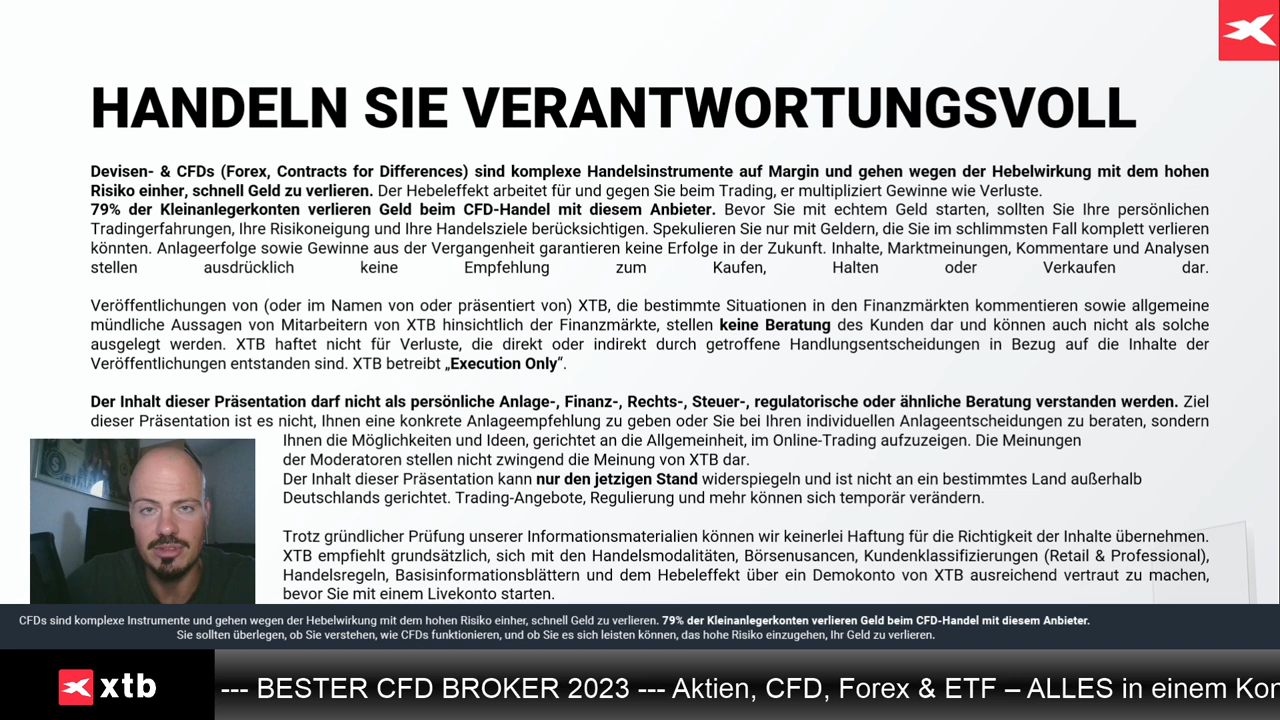 HANDELN SIE VERANTWORTUNGSVOLL
Devisen- & CFDs (Forex, Contracts for Differences) sind komplexe Handelsinstrumente auf Margin und gehen wegen der Hebelwirkung mit dem hohen
Risiko einher, schnell Geld zu verlieren. Der Hebeleffekt arbeitet für und gegen Sie beim Trading, er multipliziert Gewinne wie Verluste.
79% der Kleinanlegerkonten verlieren Geld beim CFD-Handel mit diesem Anbieter. Bevor Sie mit echtem Geld starten, sollten Sie Ihre persönlichen
Tradingerfahrungen, Ihre Risikoneigung und Ihre Handelsziele berücksichtigen. Spekulieren Sie nur mit Geldern, die Sie im schlimmsten Fall komplett verlieren
könnten. Anlageerfolge sowie Gewinne aus der Vergangenheit garantieren keine Erfolge in der Zukunft. Inhalte, Marktmeinungen, Kommentare und Analysen
stellen ausdrücklich keine Empfehlung zum Kaufen, Halten oder Verkaufen dar.
Veröffentlichungen von (oder im Namen von oder präsentiert von) XTB, die bestimmte Situationen in den Finanzmärkten kommentieren sowie allgemeine
mündliche Aussagen von Mitarbeitern von XTB hinsichtlich der Finanzmärkte, stellen keine Beratung des Kunden dar und können auch nicht als solche
ausgelegt werden. XTB haftet nicht für Verluste, die direkt oder indirekt durch getroffene Handlungsentscheidungen in Bezug auf die Inhalte der
Veröffentlichungen entstanden sind. XTB betreibt „Execution Only“.
Der Inhalt dieser Präsentation darf nicht als persönliche Anlage-, Finanz-, Rechts-, Steuer-, regulatorische oder ähnliche Beratung verstanden werden. Ziel
dieser Präsentation ist es nicht, Ihnen eine konkrete Anlageempfehlung zu geben oder Sie bei Ihren individuellen Anlageentscheidungen zu beraten, sondern
Ihnen die Möglichkeiten und Ideen, gerichtet an die Allgemeinheit, im Online-Trading aufzuzeigen. Die Meinungen
der Moderatoren stellen nicht zwingend die Meinung von XTB dar.
Der Inhalt dieser Präsentation kann nur den jetzigen Stand widerspiegeln und ist nicht an ein bestimmtes Land außerhalb
Deutschlands gerichtet. Trading-Angebote, Regulierung und mehr können sich temporär verändern.
Trotz gründlicher Prüfung unserer Informationsmaterialien können wir keinerlei Haftung für die Richtigkeit der Inhalte übernehmen.
XTB empfiehlt grundsätzlich, sich mit den Handelsmodalitäten, Börsenusancen, Kundenklassifizierungen (Retail & Professional),
Handelsregeln, Basisinformationsblättern und dem Hebeleffekt über ein Demokonto von XTB ausreichend vertraut zu machen,
bevor Sie mit einem Livekonto starten.
CFDs sind komplexe Instrumente und gehen wegen der Hebelwirkung mit dem hohen Risiko einher, schnell Geld zu verlieren. 79% der Kleinanlegerkonten verlieren Geld beim CFD-Handel mit diesem Anbieter.
Sie sollten überlegen, ob Sie verstehen, wie CFDs funktionieren, und ob Sie es sich leisten können, das hohe Risiko einzugehen, Ihr Geld zu verlieren.
xtb --- BESTER CFD BROKER 2023 --- Aktien, CFD, Forex & ETF – ALLES in einem Kon